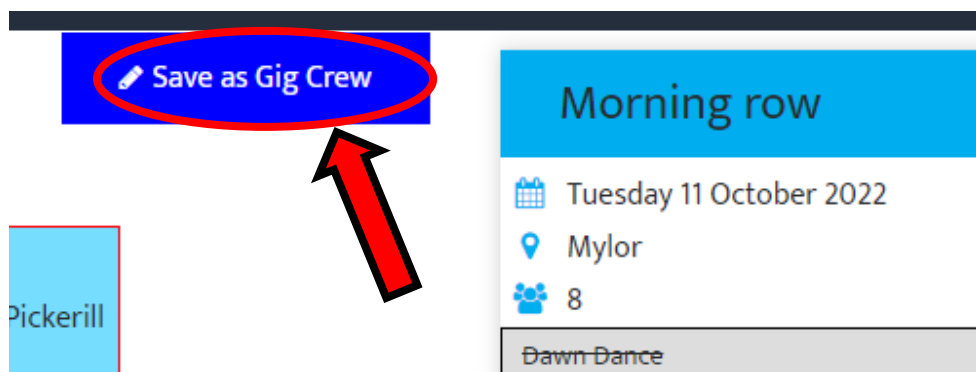 Save as Gig Crew
Morning row
Tuesday 11 October 2022
Mylor
8
Pickerill
Dawn Dance